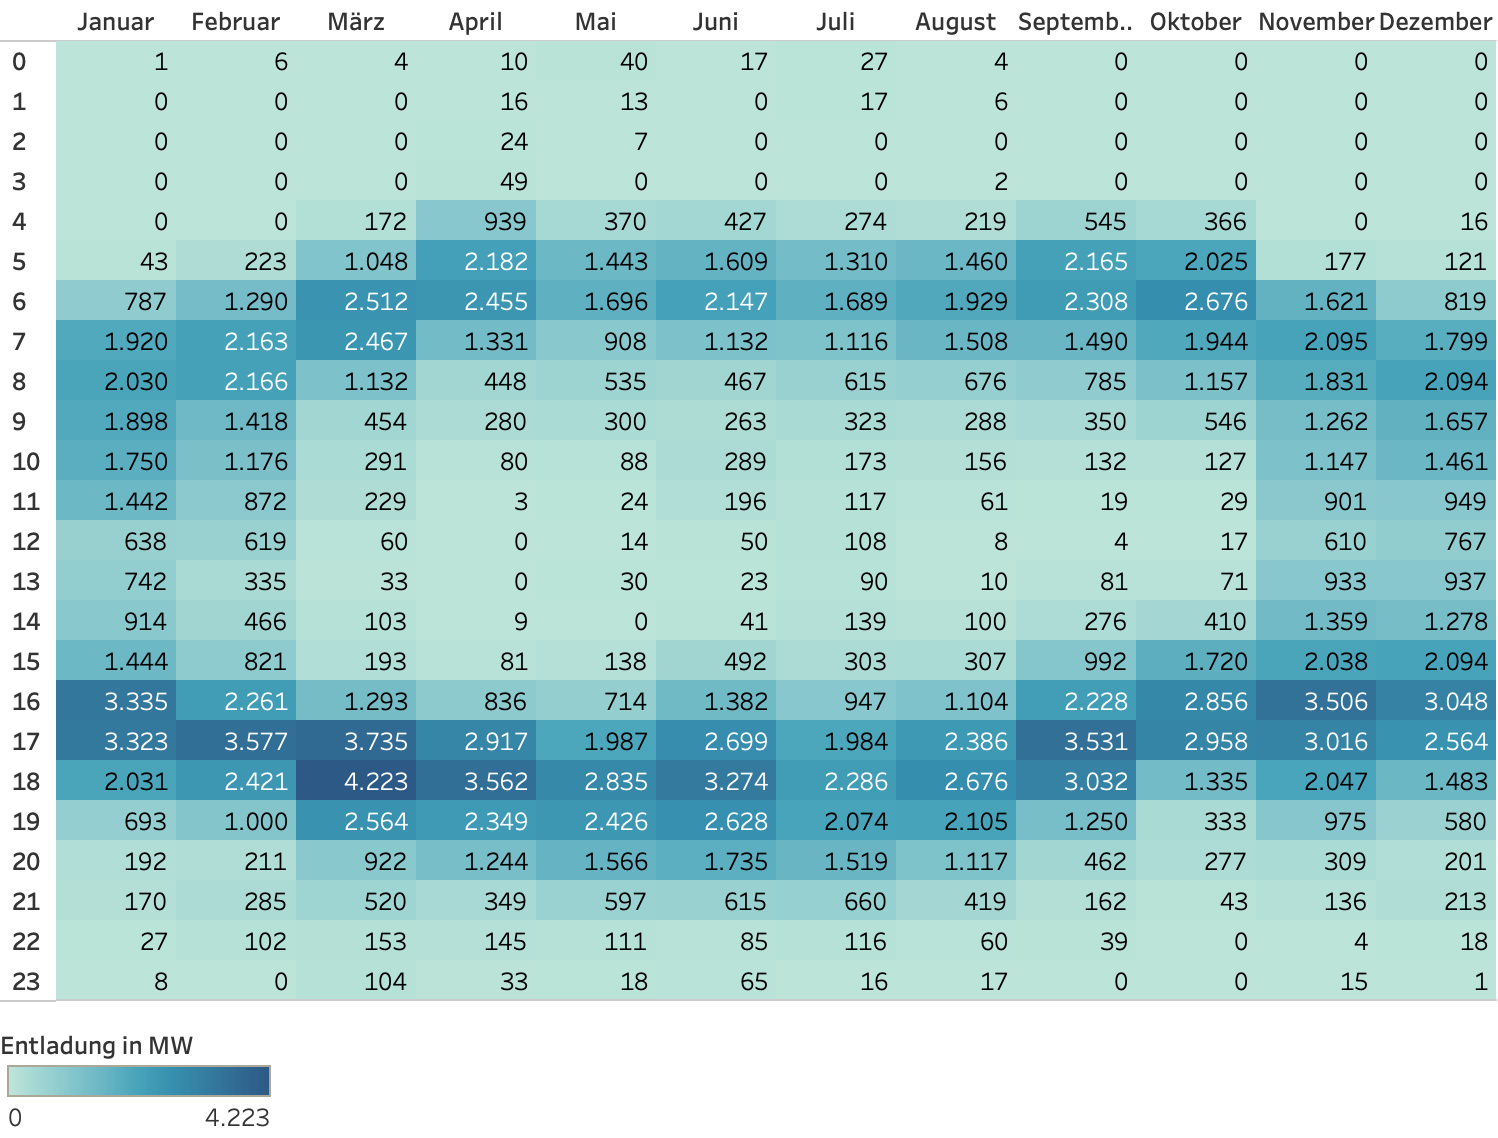 Januar Februar März April Mai Juni Juli August Septemb.. Oktober November Dezember
0 1 6 4 10 40 17 27 4 0 0 0 0
1 0 0 0 16 13 0 17 6 0 0 0 0
2 0 0 0 24 7 0 0 0 0 0 0 0
3 0 0 0 49 0 0 0 2 0 0 0 0
4 0 0 172 939 370 427 274 219 545 366 0 16
5 43 223 1.048 2.182 1.443 1.609 1.310 1.460 2.165 2.025 177 121
6 787 1.290 2.512 2.455 1.696 2.147 1.689 1.929 2.308 2.676 1.621 819
7 1.920 2.163 2.467 1.331 908 1.132 1.116 1.508 1.490 1.944 2.095 1.799
8 2.030 2.166 1.132 448 535 467 615 676 785 1.157 1.831 2.094
9 1.898 1.418 454 280 300 263 323 288 350 546 1.262 1.657
10 1.750 1.176 291 80 88 289 173 156 132 127 1.147 1.461
11 1.442 872 229 3 24 196 117 61 19 29 901 949
12 638 619 60 0 14 50 108 8 4 17 610 767
13 742 335 33 0 30 23 90 10 81 71 933 937
14 914 466 103 9 0 41 139 100 276 410 1.359 1.278
15 1.444 821 193 81 138 492 303 307 992 1.720 2.038 2.094
16 3.335 2.261 1.293 836 714 1.382 947 1.104 2.228 2.856 3.506 3.048
17 3.323 3.577 3.735 2.917 1.987 2.699 1.984 2.386 3.531 2.958 3.016 2.564
18 2.031 2.421 4.223 3.562 2.835 3.274 2.286 2.676 3.032 1.335 2.047 1.483
19 693 1.000 2.564 2.349 2.426 2.628 2.074 2.105 1.250 333 975 580
20 192 211 922 1.244 1.566 1.735 1.519 1.117 462 277 309 201
21 170 285 520 349 597 615 660 419 162 43 136 213
22 27 102 153 145 111 85 116 60 39 0 4 18
23 8 0 104 33 18 65 16 17 0 0 15 1
Entladung in MW
0 4.223